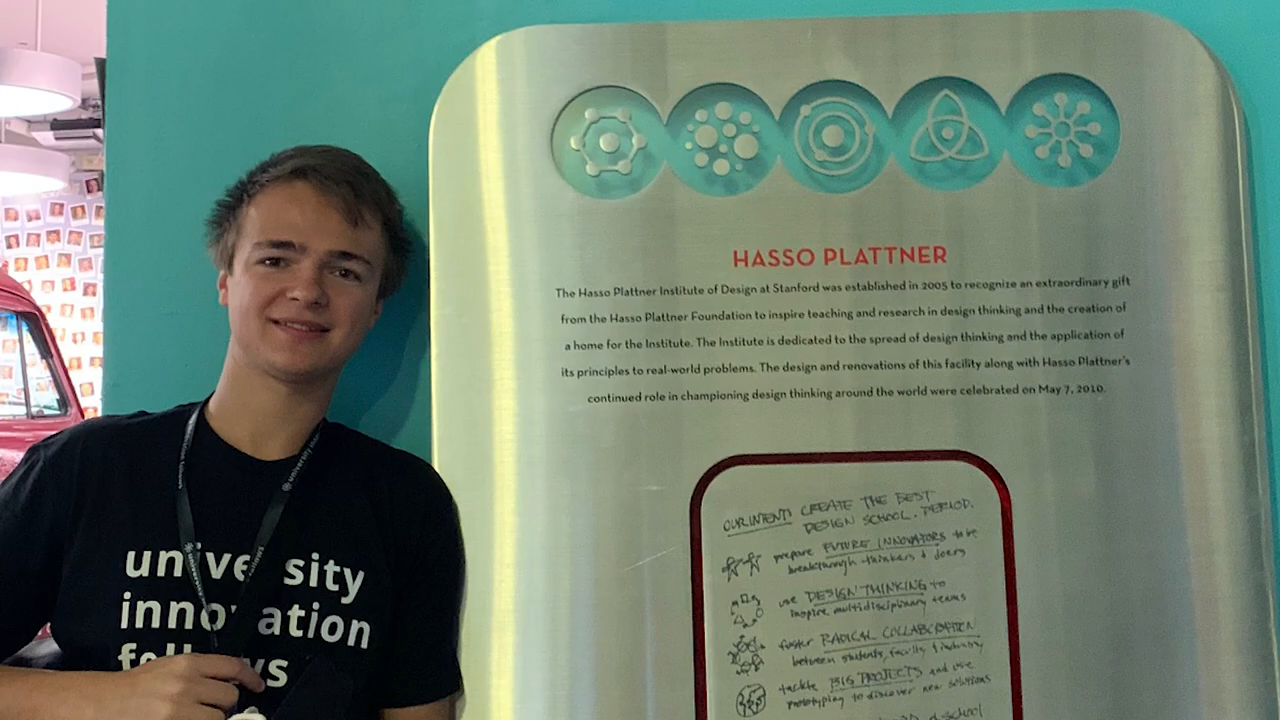 HASSO PLATTNER
The Hasso Plattner Institute of Design at Stanford was established in 2005 to recognize an extraordinary gift
from the Hasso Plattner Foundation to inspire teaching and research in design thinking and the creation of
a home for the Institute. The Institute is dedicated to the spread of design thinking and the application of
its principles to real-world problems. The design and renovations of this facility along with Hasso Plattner's
continued role in championing design thinking around the world were celebrated on May 7, 2010.
OUR INTENT: CREATE THE BEST
DESIGN SCHOOL. PERIOD.
prepare FUTURE INNOVATORS to be
breakthrough thinkers & doers
use DESIGN THINKING to
inspire multidisciplinary teams
foster RADICAL COLLABORATION
between students, faculty & industry
tackle BIG PROJECTS and use
prototyping to discover new solutions
d.school
university
innovation